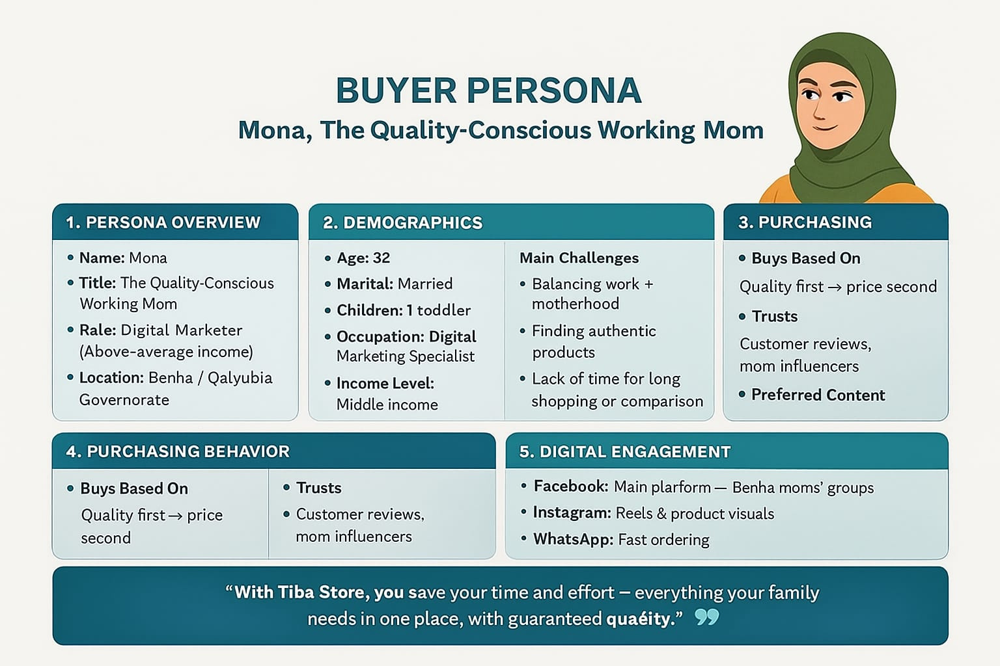 BUYER PERSONA
Mona, The Quality-Conscious Working Mom
1. PERSONA OVERVIEW
• Name: Mona
• Title: The Quality-Conscious
Working Mom
• Rale: Digital Marketer
(Above-average income)
• Location: Benha / Qalyubia
Governorate
2. DEMOGRAPHICS
• Age: 32
• Marital: Married
• Children: 1 toddler
• Occupation: Digital
Marketing Specialist
• Income Level:
Middle income
Main Challenges
• Balancing work +
motherhood
• Finding authentic
products
• Lack of time for long
shopping or comparison
3. PURCHASING
• Buys Based On
Quality first → price second
• Trusts
Customer reviews,
mom influencers
• Preferred Content
4. PURCHASING BEHAVIOR
• Buys Based On
Quality first → price
second
• Trusts
• Customer reviews,
mom influencers
5. DIGITAL ENGAGEMENT
• Facebook: Main plarform — Benha moms’ groups
• Instagram: Reels & product visuals
• WhatsApp: Fast ordering
“With Tiba Store, you save your time and effort – everything your family
needs in one place, with guaranteed quaéity.” ”